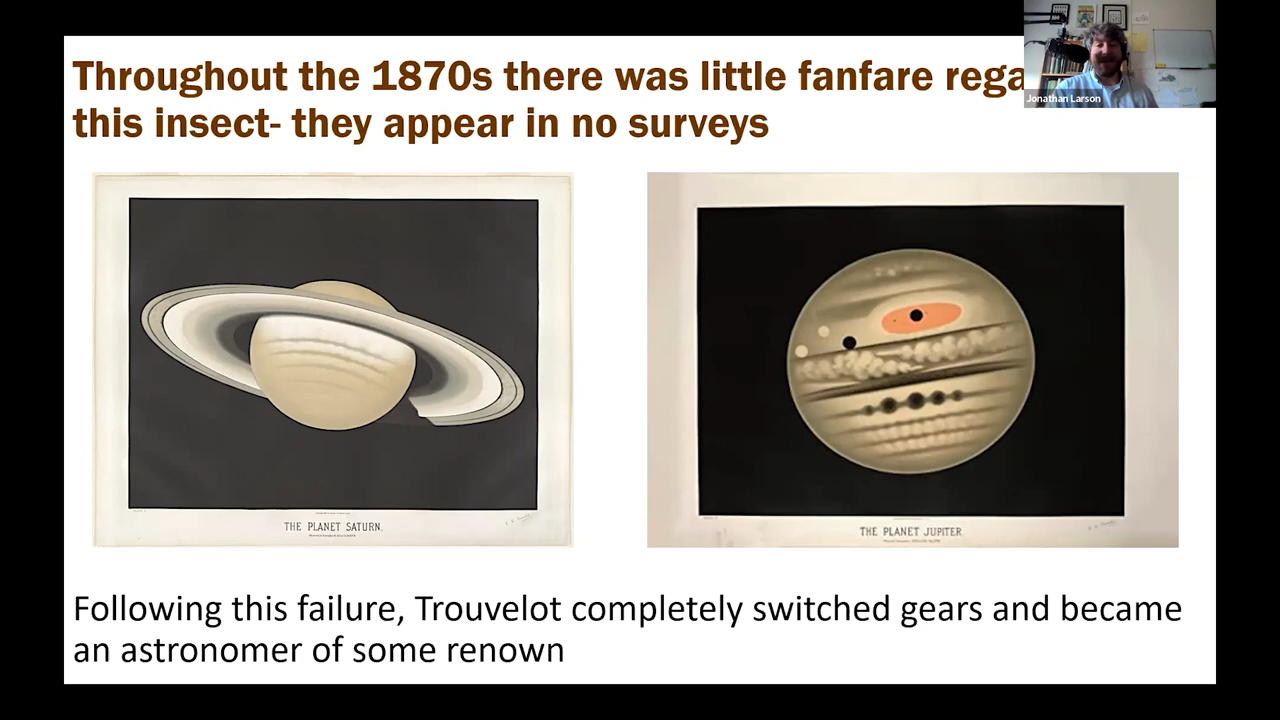 Throughout the 1870s there was little fanfare rega
Jonathan Larson
this insect- they appear in no surveys
THE PLANET SATURN.
THE PLANET JUPITER.
Following this failure, Trouvelot completely switched gears and became
an astronomer of some renown